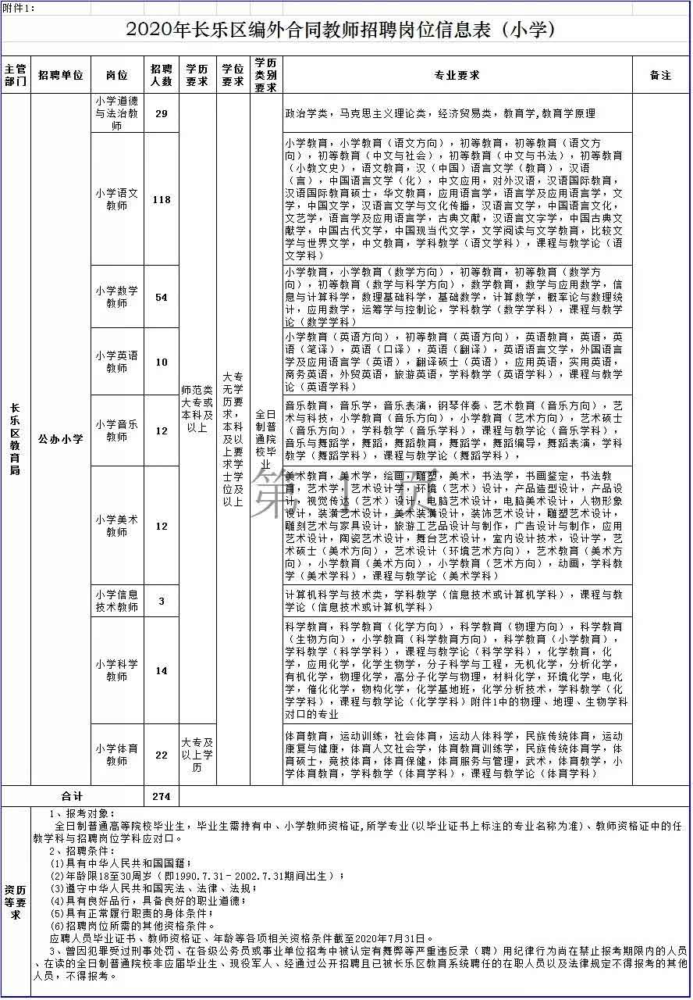 附件1:
2020年长乐区编外合同教师招聘岗位信息表（小学）
主管部门
招聘单位
岗位
招聘人数
学历要求
学位要求
学历类别要求
专业要求
备注
长乐区教育局
公办小学
师范类大专或本科及以上
大专无学历要求，本科及以上要求学士学位及以上
全日制普通院校毕业
小学道德与法治教师
29
政治学类，马克思主义理论类，经济贸易类，教育学,教育学原理
小学语文教师
118
小学教育，小学教育（语文方向），初等教育，初等教育（语文方
向），初等教育（中文与社会），初等教育（中文与书法），初等教育
（小教文史），语文教育，汉（中国）语言文学（教育），汉语
（言），中国语言文学（化），中文应用，对外汉语，汉语国际教育，
汉语国际教育硕士，华文教育，应用语言学，语言学及应用语言学，文
学，中国文学，汉语言文学与文化传播，汉语言文学，中国语言文化，
文艺学，语言学及应用语言学，古典文献，汉语言文字学，中国古典文
献学，中国古代文学，中国现当代文学，文学阅读与文学教育，比较文
学与世界文学，中文教育，学科教学（语文学科），课程与教学论（语
文学科）
小学数学教师
54
小学教育，小学教育（数学方向），初等教育，初等教育（数学方
向），初等教育（数学与科学方向），数学教育，数学与应用数学，信
息与计算科学，数理基础科学，基础数学，计算数学，概率论与数理统
计，应用数学，运筹学与控制论，学科教学（数学学科），课程与教学
论（数学学科）
小学英语教师
10
小学教育（英语方向），初等教育（英语方向），英语教育，英语，英
语（笔译），英语（口译），英语（翻译），英语语言文学，外国语言
学及应用语言学（英语），翻译硕士（英语），应用英语，实用英语，
商务英语，外贸英语，旅游英语，学科教学（英语学科），课程与教学
论（英语学科）
小学音乐教师
12
音乐教育，音乐学，音乐表演，钢琴伴奏、艺术教育（音乐方向），艺
术与科技，小学教育（音乐方向），小学教育（艺术方向），艺术硕士
（音乐方向），学科教学（音乐学科），课程与教学论（音乐学科），
音乐与舞蹈学，舞蹈，舞蹈教育，舞蹈学，舞蹈编导，舞蹈表演，学科
教学（舞蹈学科），课程与教学论（舞蹈学科），
小学美术教师
12
美术教育，美术学，绘画，雕塑，美术，书法学，书画鉴定，书法教
育，艺术学，艺术设计学，环境（艺术）设计，产品造型设计，产品设
计，视觉传达（艺术）设计，电脑艺术设计，电脑美术设计，人物形象
设计，装潢艺术设计，美术装潢设计，装饰艺术设计，雕塑艺术设计，
雕刻艺术与家具设计，旅游工艺品设计与制作，广告设计与制作，应用
艺术设计，陶瓷艺术设计，舞台艺术设计，室内设计技术，设计学，艺
术硕士（美术方向），艺术设计（环境艺术方向），艺术教育（美术方
向），小学教育（美术方向），小学教育（艺术方向），动画，学科教
学（美术学科），课程与教学论（美术学科）
小学信息技术教师
3
计算机科学与技术类，学科教学（信息技术或计算机学科），课程与教
学论（信息技术或计算机学科）
小学科学教师
14
科学教育，科学教育（化学方向），科学教育（物理方向），科学教育
（生物方向），小学教育（科学教育方向），科学教育（小学教育），
学科教学（科学学科），课程与教学论（科学学科），化学教育，化
学，应用化学，化学生物学，分子科学与工程，无机化学，分析化学，
有机化学，物理化学，高分子化学与物理，材料化学，环境化学，电化
学，催化化学，物构化学，化学基地班，化学分析技术，学科教学（化
学学科），课程与教学论（化学学科）附件1中的物理、地理、生物学科
对口的专业
小学体育教师
22
大专及以上学历
体育教育，运动训练，社会体育，运动人体科学，民族传统体育，运动
康复与健康，体育人文社会学，体育教育训练学，民族传统体育学，体
育硕士，竞技体育，体育保健，体育服务与管理，武术，体育教学，小
学体育教育，学科教学（体育学科），课程与教学论（体育学科）
第 1 页
合计
274
资历等要求
1、报考对象：
全日制普通高等院校毕业生，毕业生需持有中、小学教师资格证,所学专业(以毕业证书上标注的专业名称为准)、教师资格证中的任
教学科与招聘岗位学科应对口。
2、招聘条件：
(1)具有中华人民共和国国籍；
(2)年龄限18至30周岁（即1990.7.31－2002.7.31期间出生）；
(3)遵守中华人民共和国宪法、法律、法规；
(4)具有良好品行，具备良好的职业道德；
(5)具有正常履行职责的身体条件；
(6)招聘岗位所需的其他资格条件。
应聘人员毕业证书、教师资格证、年龄等各项相关资格条件截至2020年7月31日。
3、曾因犯罪受过刑事处罚、在各级公务员或事业单位招考中被认定有舞弊等严重违反录（聘）用纪律行为尚在禁止报考期限内的人员
、在读的全日制普通院校非应届毕业生、现役军人、经通过公开招聘且已被长乐区教育系统聘任的在职人员以及法律规定不得报考的其他
人员，不得报考。